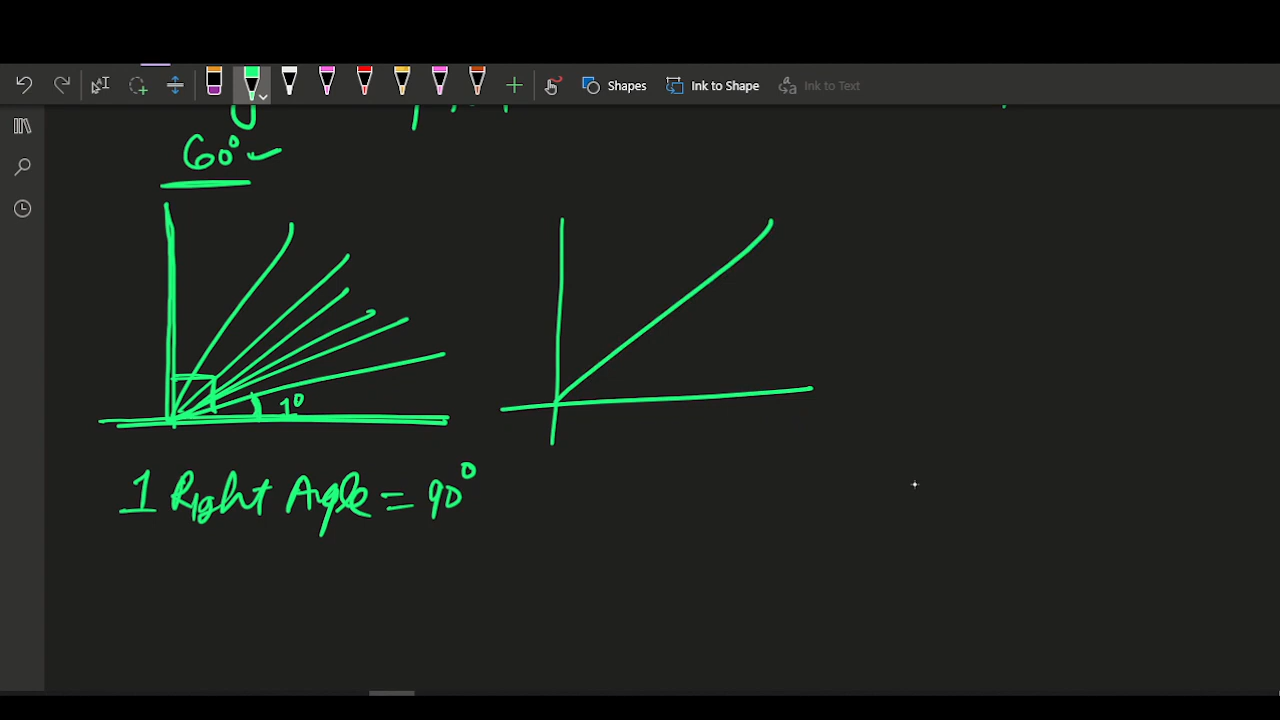 Shapes
Ink to Shape
Ink to Text
60°
1°
1 Right Angle = 90°